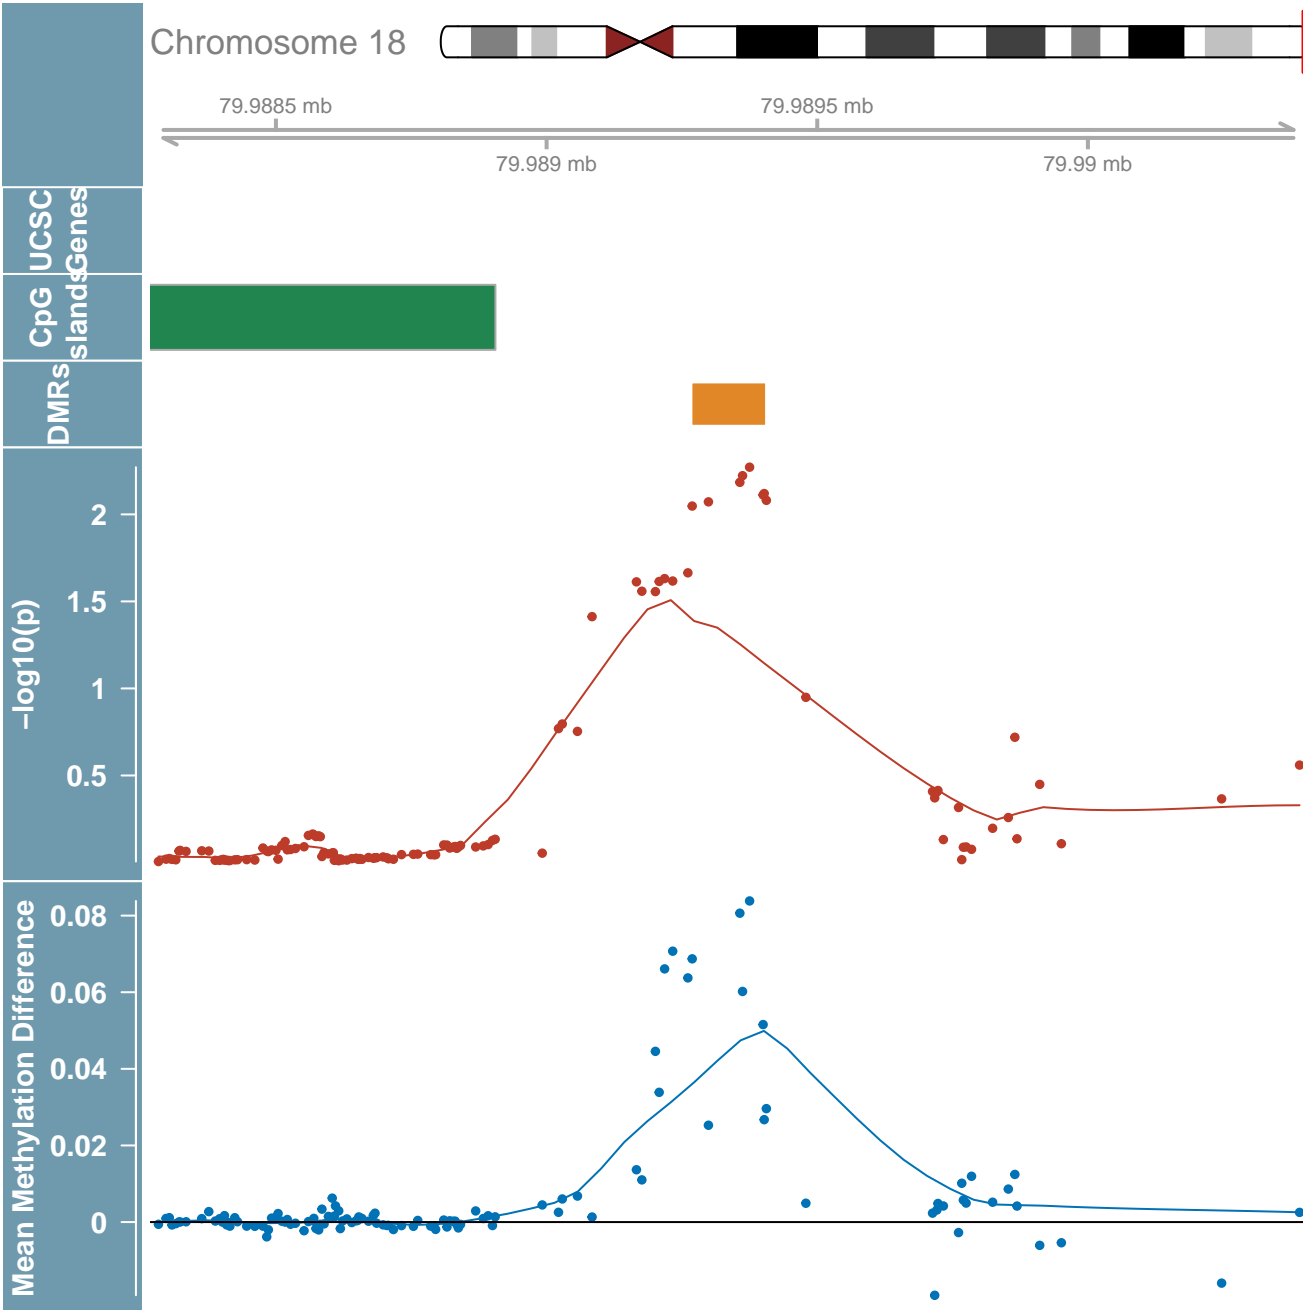 Chromosome 18
79.9885 mb
79.9895 mb
79.989 mb
79.99 mb
UCSC
Genes
CpG
slands
DMRs
−log10(p)
2
1.5
1
0.5
Mean Methylation Difference
0.08
0.06
0.04
0.02
0